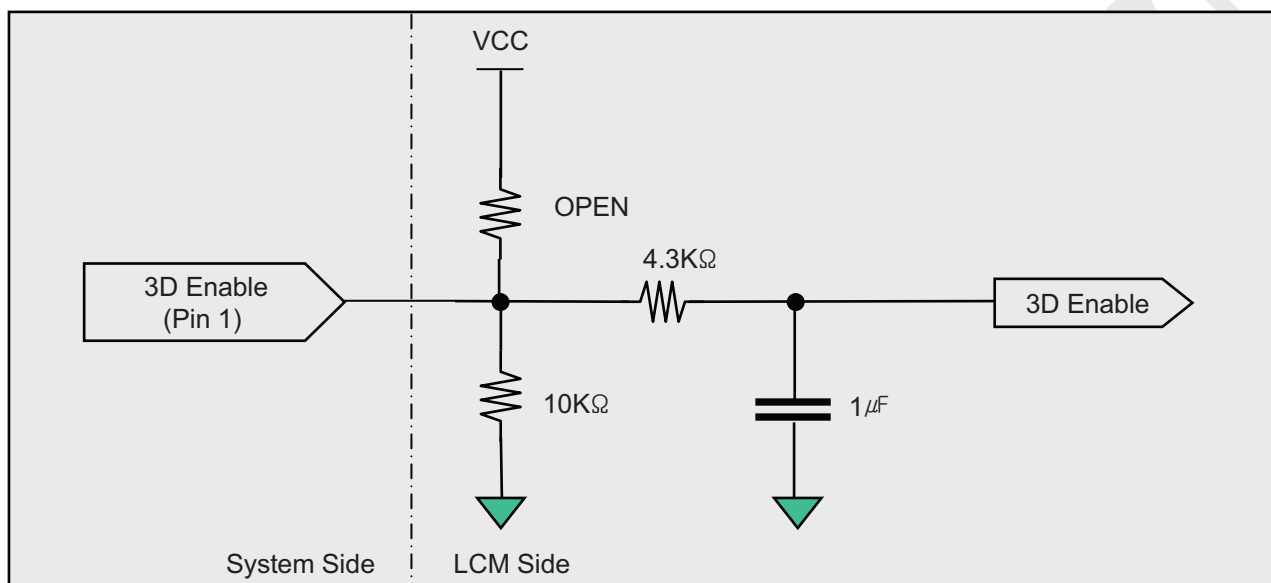 VCC
OPEN
4.3KΩ
3D Enable
(Pin 1)
3D Enable
10KΩ
1㎌
System Side
LCM Side